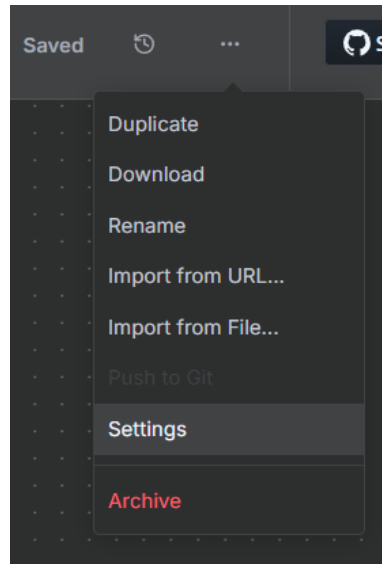 Saved
S
Duplicate
Download
Rename
Import from URL...
Import from File...
Push to Git
Settings
Archive